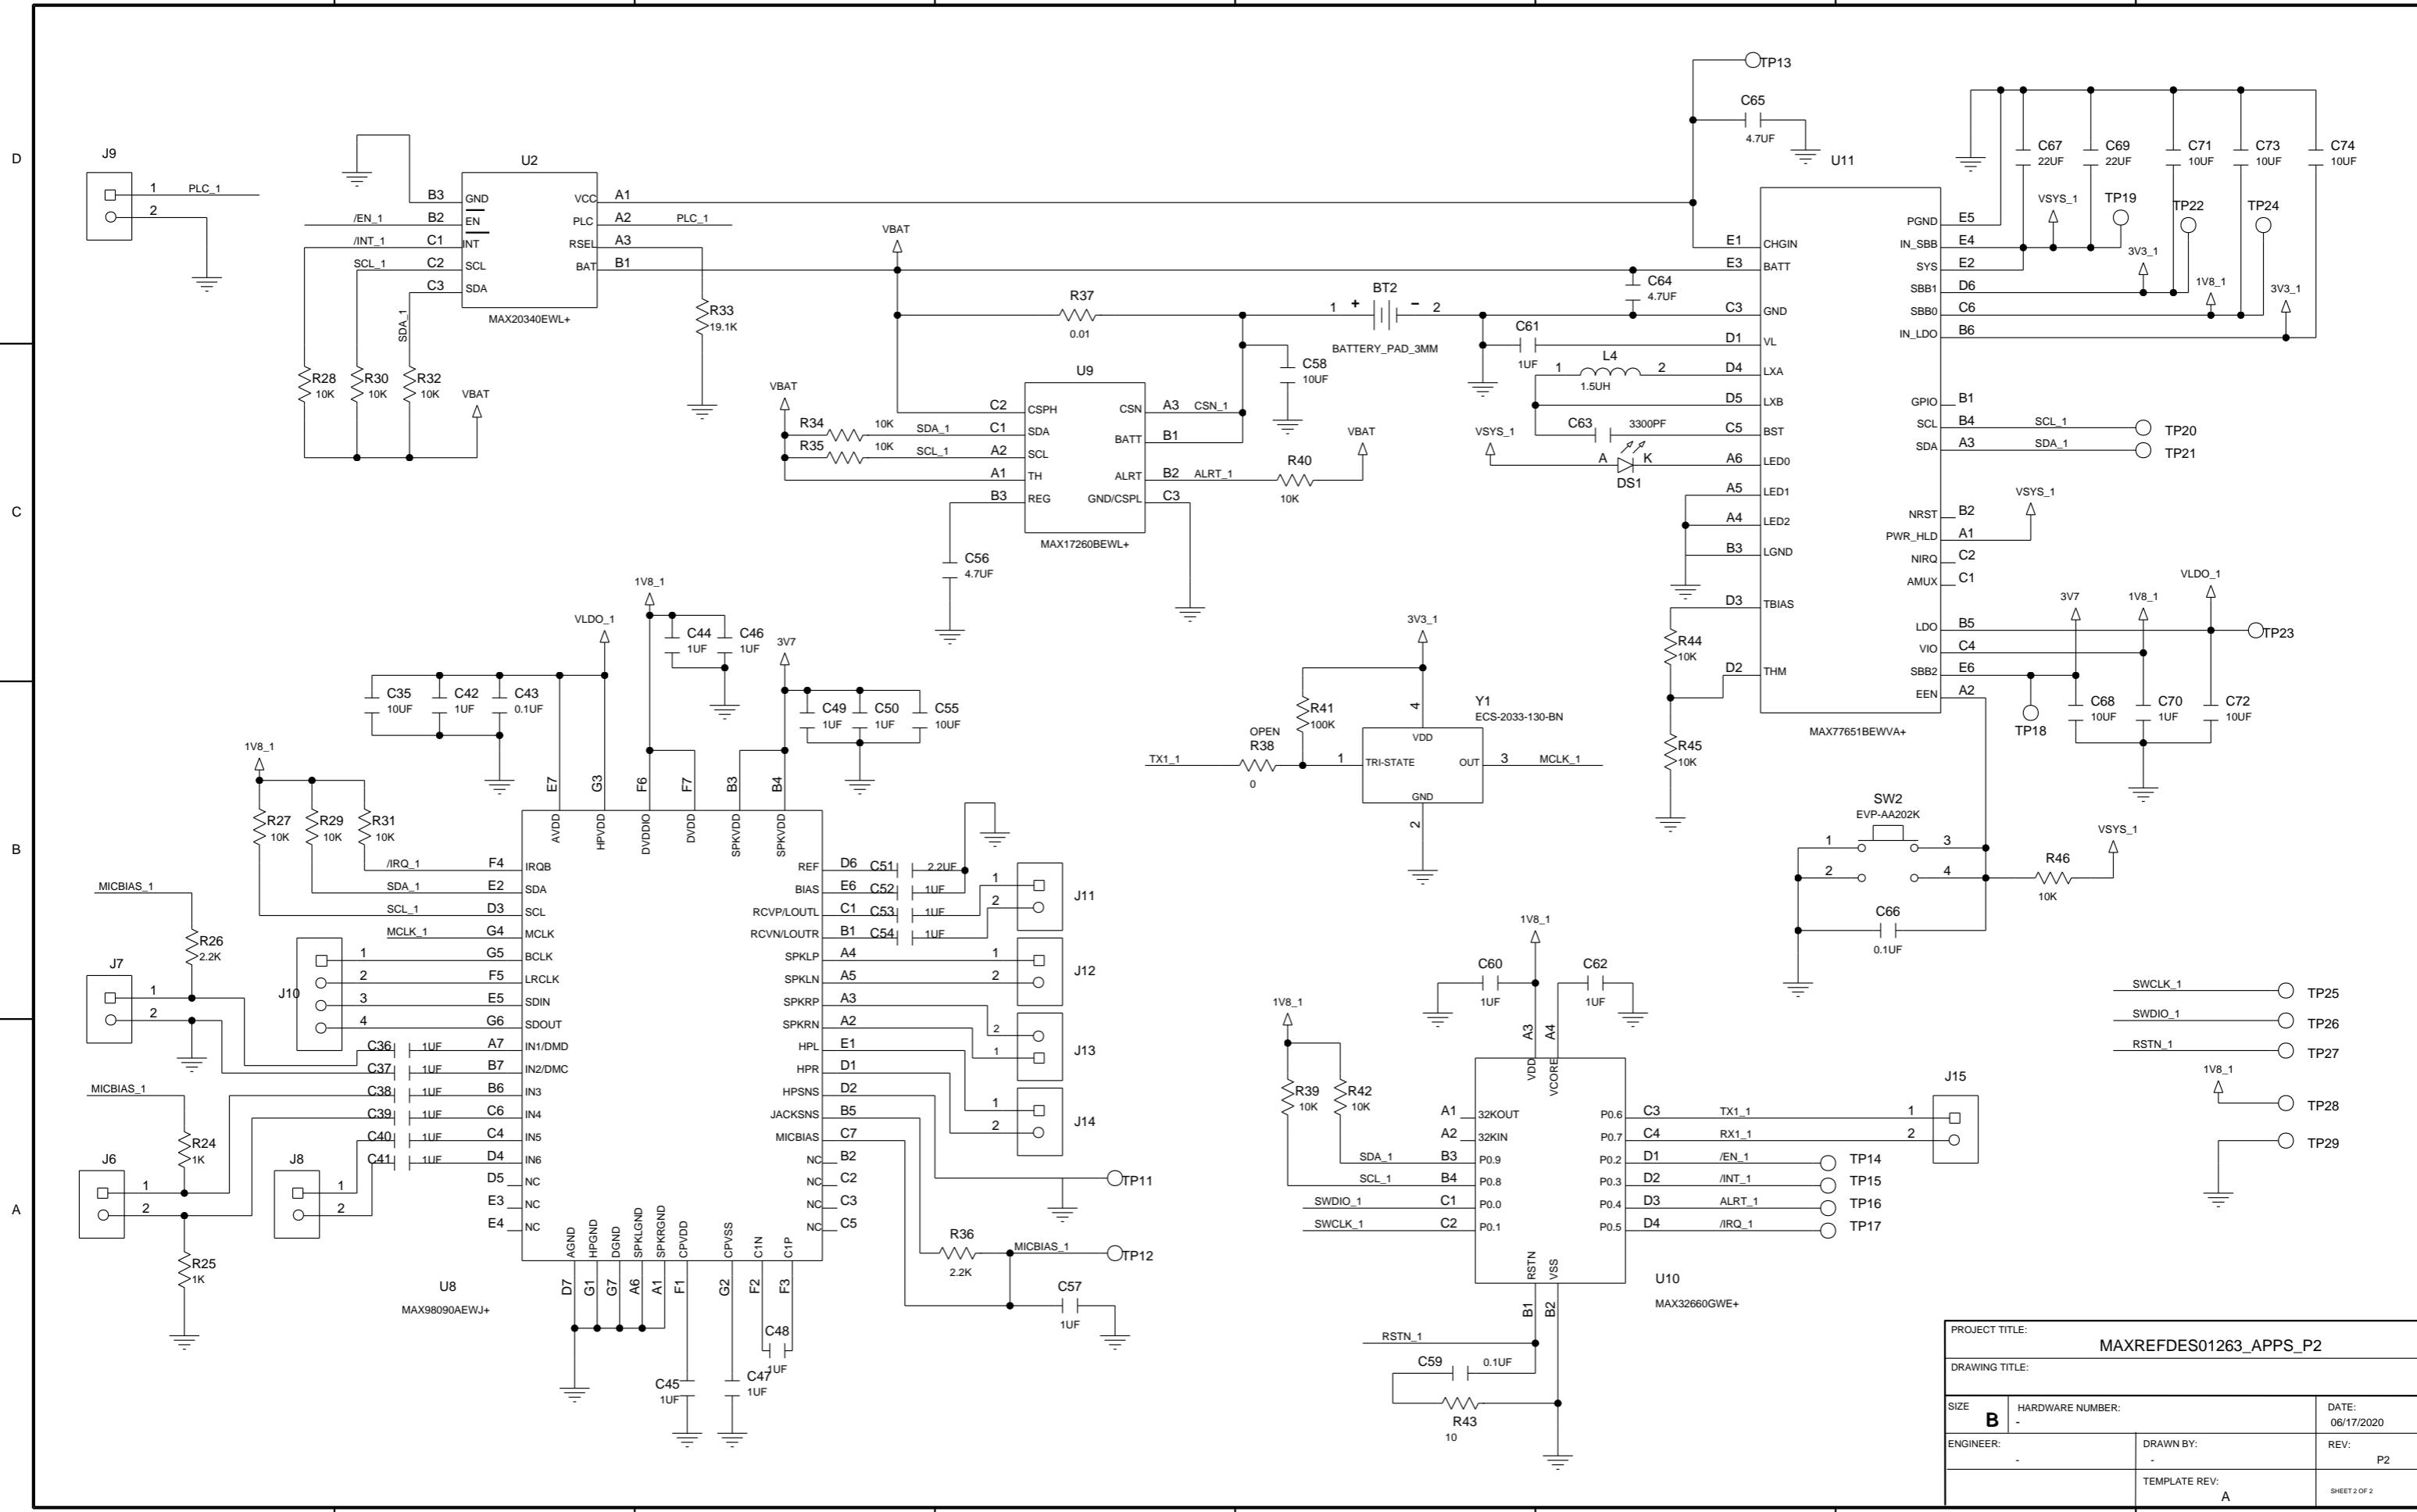 D
C
B
A
J9
1
PLC_1
2
U2
B3
GND
/EN_1
B2
EN
/INT_1
C1
INT
SCL_1
C2
SCL
C3
SDA
SDA_1
VCC
A1
PLC
A2
PLC_1
RSEL
A3
BAT
B1
MAX20340EWL+
R33
19.1K
R28
10K
R30
10K
R32
10K
VBAT
VBAT
R37
0.01
1
+
BT2
−
2
BATTERY_PAD_3MM
C58
10UF
U9
VBAT
R34
10K
SDA_1
R35
10K
SCL_1
C2
CSPH
C1
SDA
A2
SCL
A1
TH
B3
REG
CSN
A3
CSN_1
BATT
B1
ALRT
B2
ALRT_1
GND/CSPL
C3
R40
10K
VBAT
MAX17260BEWL+
C56
4.7UF
TP13
C65
4.7UF
U11
C64
4.7UF
C61
1UF
1
L4
2
1.5UH
C63
3300PF
VSYS_1
A
K
DS1
E1
CHGIN
E3
BATT
C3
GND
D1
VL
D4
LXA
D5
LXB
C5
BST
A6
LED0
A5
LED1
A4
LED2
B3
LGND
D3
TBIAS
D2
THM
R44
10K
R45
10K
PGND
E5
IN_SBB
E4
SYS
E2
SBB1
D6
SBB0
C6
IN_LDO
B6
GPIO
B1
SCL
B4
SCL_1
TP20
SDA
A3
SDA_1
TP21
NRST
B2
PWR_HLD
A1
VSYS_1
NIRQ
C2
AMUX
C1
LDO
B5
VIO
C4
SBB2
E6
EEN
A2
MAX77651BEWVA+
C67
22UF
C69
22UF
C71
10UF
C73
10UF
C74
10UF
VSYS_1
TP19
TP22
TP24
3V3_1
1V8_1
3V3_1
3V7
1V8_1
VLDO_1
TP23
TP18
C68
10UF
C70
1UF
C72
10UF
SW2
EVP-AA202K
1
3
2
4
R46
10K
VSYS_1
C66
0.1UF
3V3_1
R41
100K
OPEN
R38
0
TX1_1
1
4
Y1
ECS-2033-130-BN
VDD
TRI-STATE
OUT
GND
2
3
MCLK_1
VLDO_1
1V8_1
3V7
C35
10UF
C42
1UF
C43
0.1UF
C44
1UF
C46
1UF
C49
1UF
C50
1UF
C55
10UF
1V8_1
R27
10K
R29
10K
R31
10K
E7
G3
F6
F7
B3
B4
AVDD
HPVDD
DVDDIO
DVDD
SPKVDD
SPKVDD
/IRQ_1
F4
IRQB
SDA_1
E2
SDA
SCL_1
D3
SCL
MCLK_1
G4
MCLK
J10
1
G5
BCLK
2
F5
LRCLK
3
E5
SDIN
4
G6
SDOUT
C36
1UF
A7
IN1/DMD
C37
1UF
B7
IN2/DMC
C38
1UF
B6
IN3
C39
1UF
C6
IN4
C40
1UF
C4
IN5
C41
1UF
D4
IN6
D5
NC
E3
NC
E4
NC
MICBIAS_1
R26
2.2K
J7
1
2
MICBIAS_1
R24
1K
J6
1
2
R25
1K
J8
1
2
REF
D6
C51
2.2UF
BIAS
E6
C52
1UF
RCVP/LOUTL
C1
C53
1UF
RCVN/LOUTR
B1
C54
1UF
SPKLP
A4
SPKLN
A5
SPKRP
A3
SPKRN
A2
HPL
E1
HPR
D1
HPSNS
D2
JACKSNS
B5
MICBIAS
C7
NC
B2
NC
C2
NC
C3
NC
C5
1
2
J11
1
2
J12
2
1
J13
1
2
J14
TP11
R36
2.2K
MICBIAS_1
TP12
C57
1UF
AGND
HPGND
DGND
SPKLGND
SPKRGND
CPVDD
CPVSS
C1N
C1P
D7
G1
G7
A6
A1
F1
G2
F2
F3
U8
MAX98090AEWJ+
C48
1UF
C45
1UF
C47
1UF
1V8_1
C60
1UF
C62
1UF
1V8_1
R39
10K
R42
10K
A3
A4
VDD
VCORE
A1
32KOUT
A2
32KIN
SDA_1
B3
P0.9
SCL_1
B4
P0.8
SWDIO_1
C1
P0.0
SWCLK_1
C2
P0.1
P0.6
C3
TX1_1
1
P0.7
C4
RX1_1
2
J15
P0.2
D1
/EN_1
TP14
P0.3
D2
/INT_1
TP15
P0.4
D3
ALRT_1
TP16
P0.5
D4
/IRQ_1
TP17
RSTN
VSS
B1
B2
U10
MAX32660GWE+
RSTN_1
C59
0.1UF
R43
10
SWCLK_1
TP25
SWDIO_1
TP26
RSTN_1
TP27
1V8_1
TP28
TP29
PROJECT TITLE:
MAXREFDES01263_APPS_P2
DRAWING TITLE:
SIZE
B
HARDWARE NUMBER:
-
DATE:
06/17/2020
ENGINEER:
-
DRAWN BY:
-
REV:
P2
TEMPLATE REV:
A
SHEET 2 OF 2